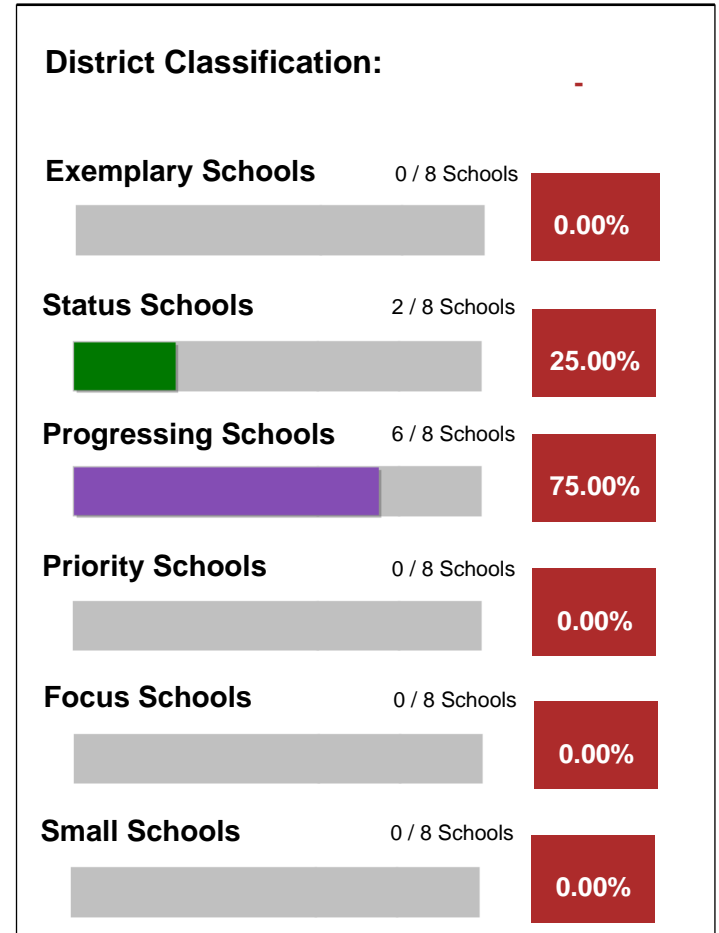 District Classification:
-
Exemplary Schools 0 / 8 Schools
0.00%
Status Schools 2 / 8 Schools
25.00%
Progressing Schools 6 / 8 Schools
75.00%
Priority Schools 0 / 8 Schools
0.00%
Focus Schools 0 / 8 Schools
0.00%
Small Schools 0 / 8 Schools
0.00%